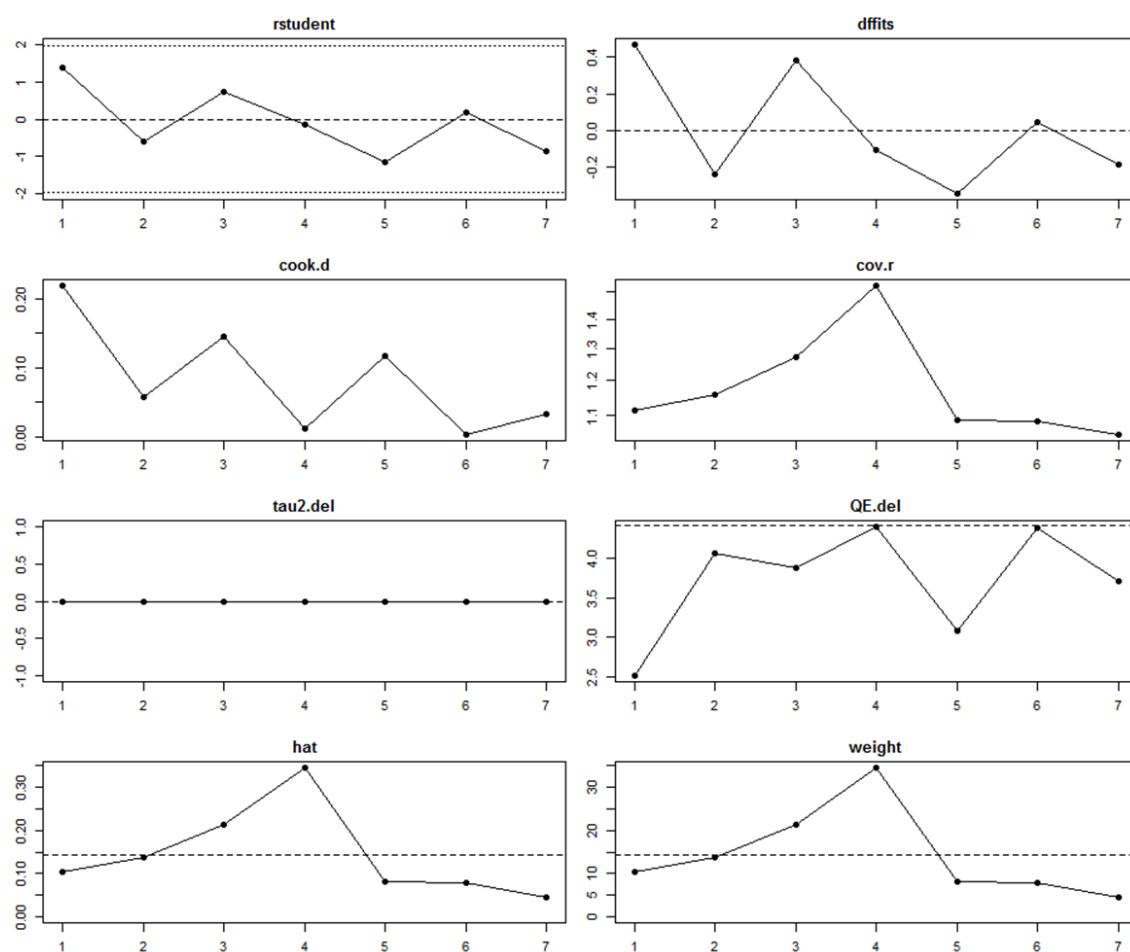 rstudent
2
1
0
-1
-2
1 2 3 4 5 6 7
dffits
0.4
0.2
0.0
-0.2
1 2 3 4 5 6 7
cook.d
0.20
0.10
0.00
1 2 3 4 5 6 7
cov.r
1.4
1.3
1.2
1.1
1 2 3 4 5 6 7
tau2.del
1.0
0.5
0.0
-0.5
-1.0
1 2 3 4 5 6 7
QE.del
4.0
3.5
3.0
2.5
1 2 3 4 5 6 7
hat
0.30
0.20
0.10
0.00
1 2 3 4 5 6 7
weight
30
20
10
5
0
1 2 3 4 5 6 7